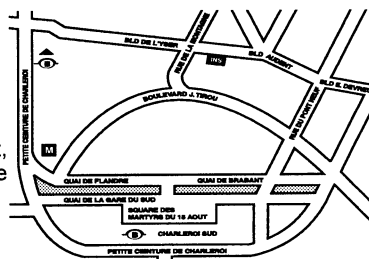 BLD DE L'YSER
RUE DE LA MONTAGNE
INS
BLD AUDENT
BLD E. DEVREUX
PETITE CEINTURE DE CHARLEROI
BOULEVARD J. TIROU
RUE DU PONT NEUF
M
e
QUAI DE FLANDRE
QUAI DE BRABANT
QUAI DE LA GARE DU SUD
SQUARE DES
MARTYRS DU 18 AOUT
B CHARLEROI SUD
PETITE CEINTURE DE CHARLEROI